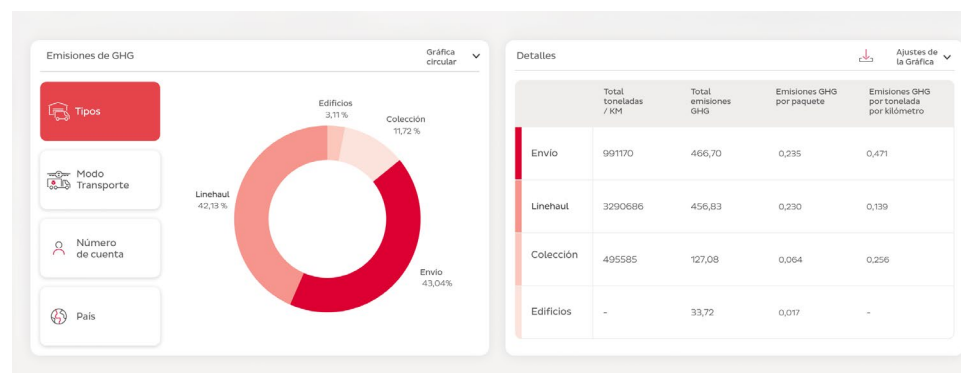 Emisiones de GHG
Gráfica
circular
Tipos
Modo
Transporte
Número
de cuenta
País
Edificios
3,11 %
Colección
11,72 %
Linehaul
42,13 %
Envio
43,04%
Detalles
Ajustes de
la Gráfica
Total
toneladas
/ KM
Total
emisiones
GHG
Emisiones GHG
por paquete
Emisiones GHG
por tonelada
por kilómetro
Envío 991170 466,70 0,235 0,471
Linehaul 3290686 456,83 0,230 0,139
Colección 495585 127,08 0,064 0,256
Edificios - 33,72 0,017 -